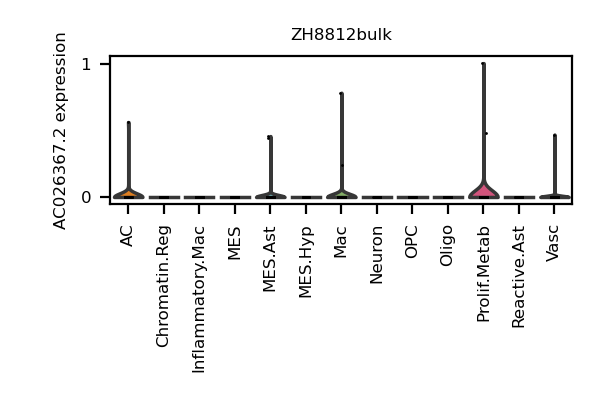 ZH8812bulk
AC026367.2 expression
1
0
AC
Chromatin.Reg
Inflammatory.Mac
MES
MES.Ast
MES.Hyp
Mac
Neuron
OPC
Oligo
Prolif.Metab
Reactive.Ast
Vasc